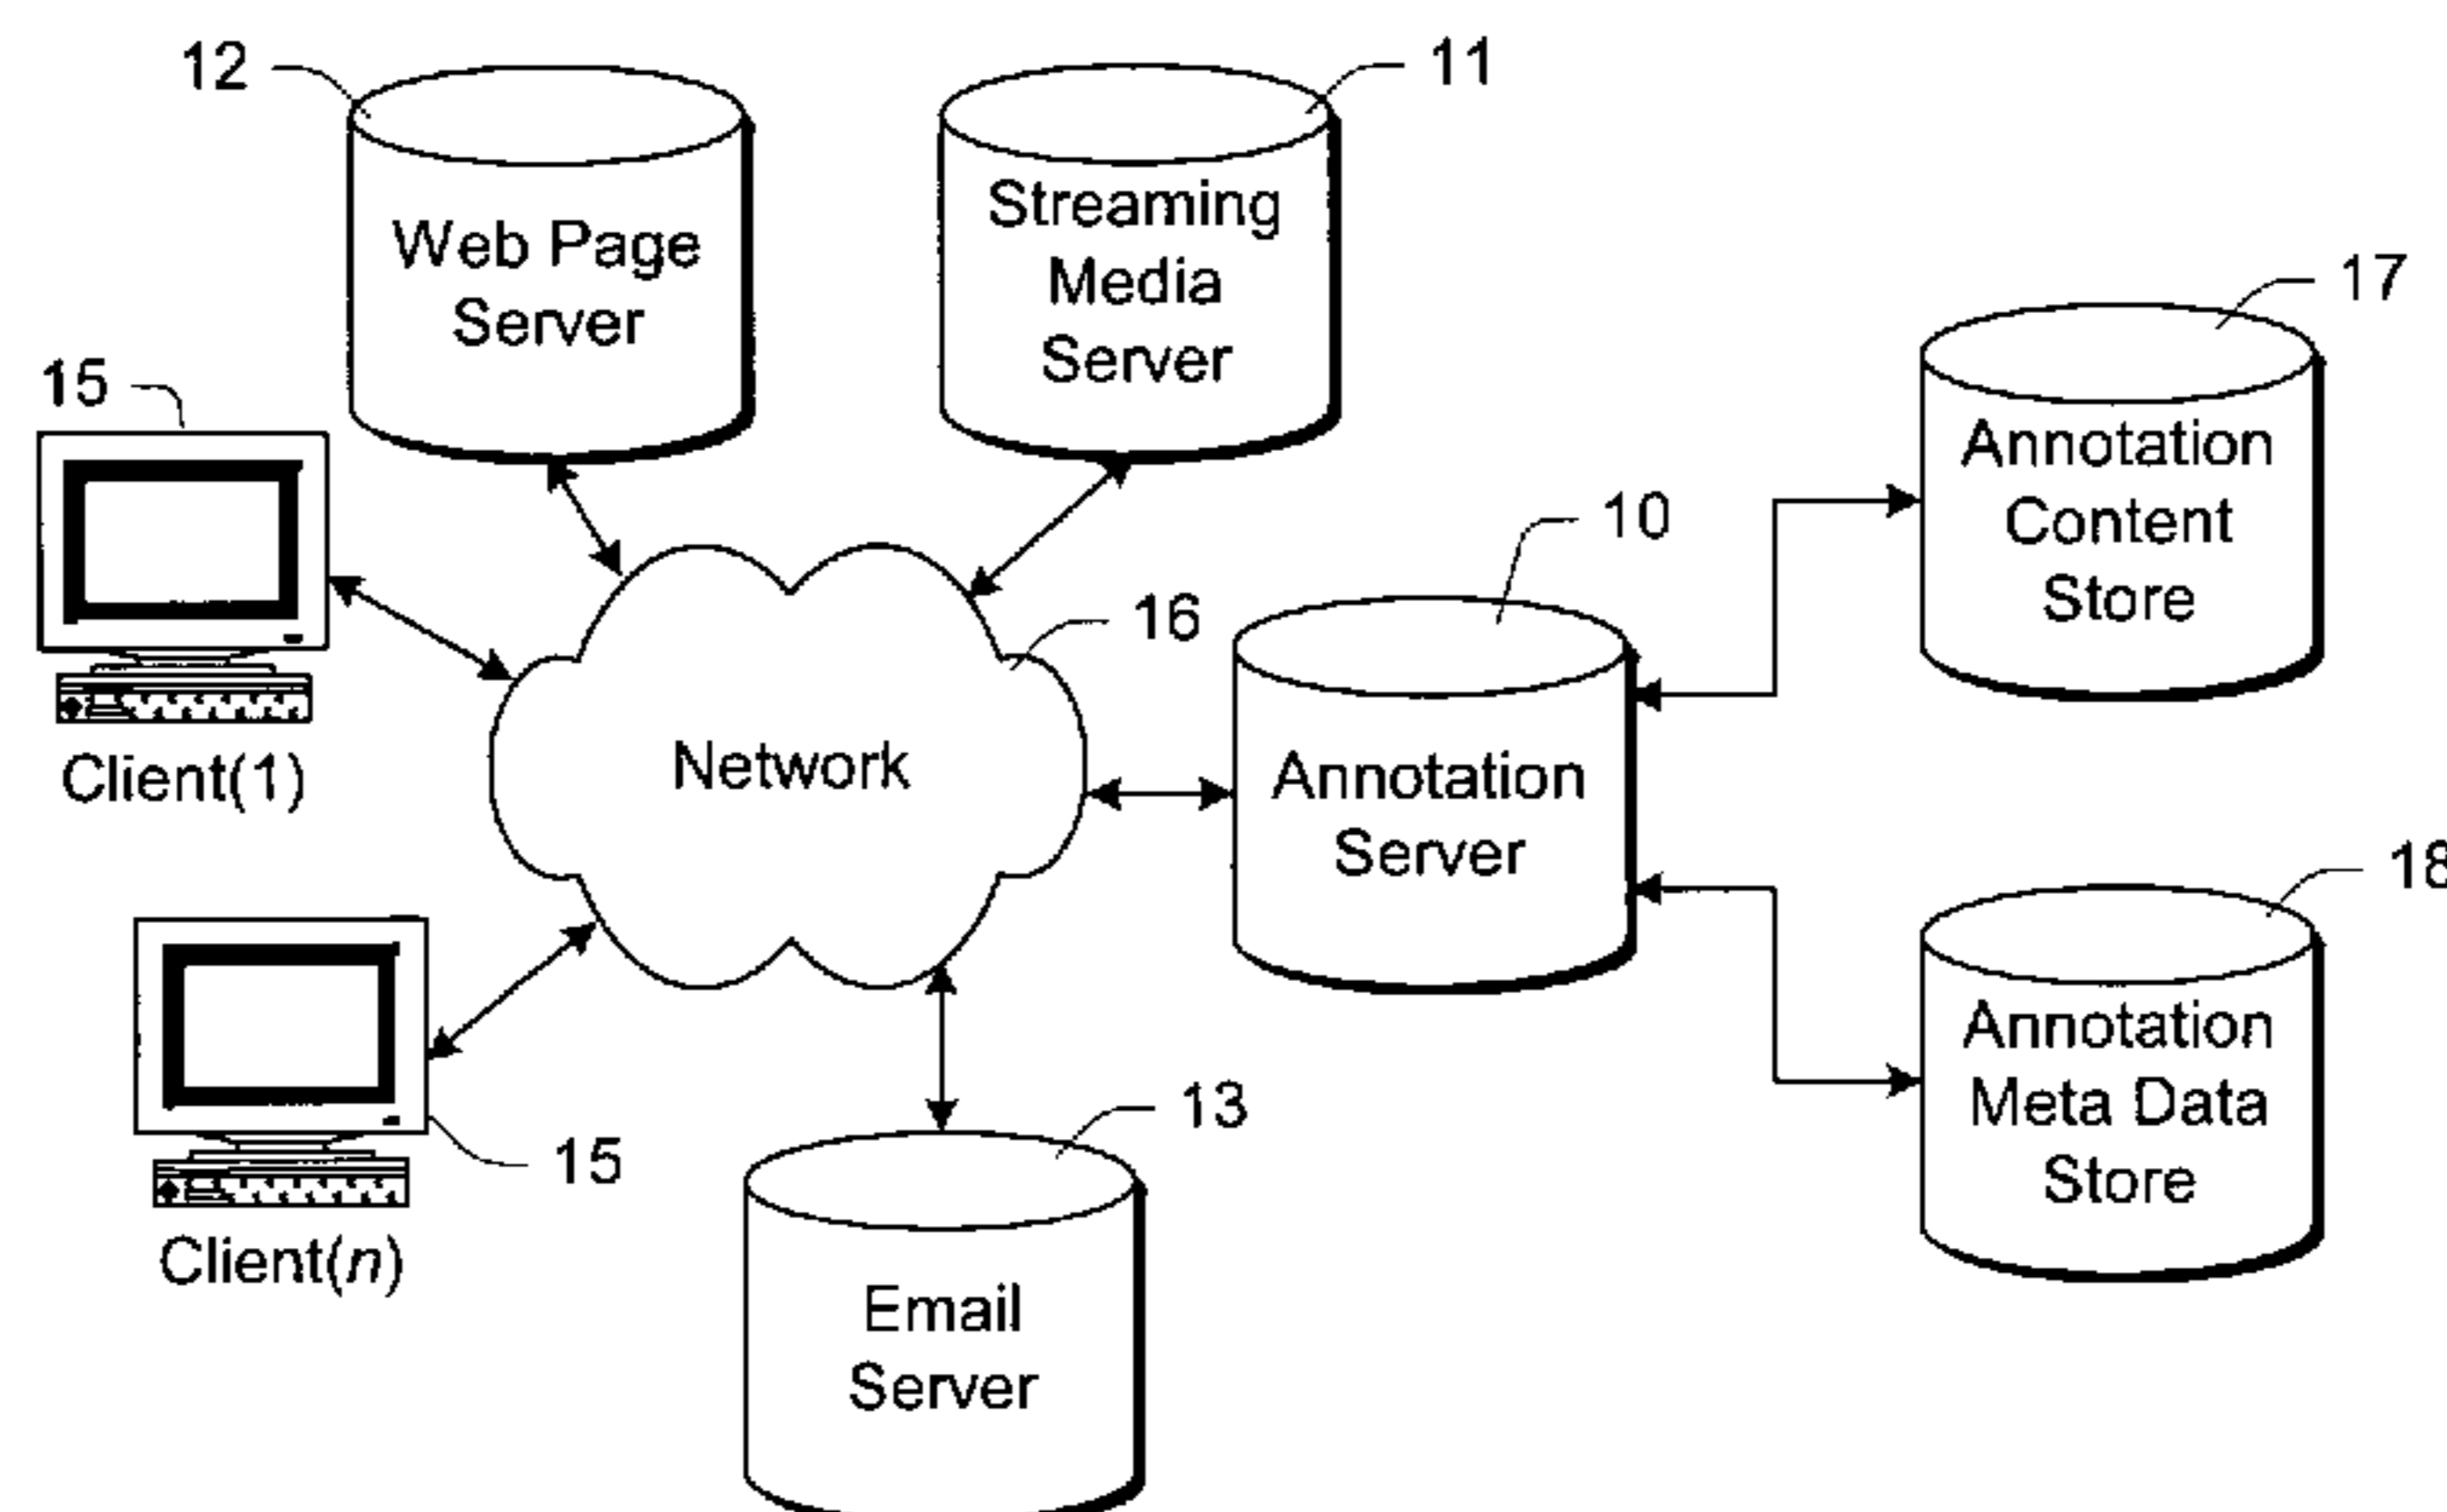 12
11
Web Page
Server
Streaming
Media
Server
17
15
Annotation
Content
Store
10
16
Network
Client(1)
Annotation
Server
18
Annotation
Meta Data
Store
13
15
Client(n)
Email
Server